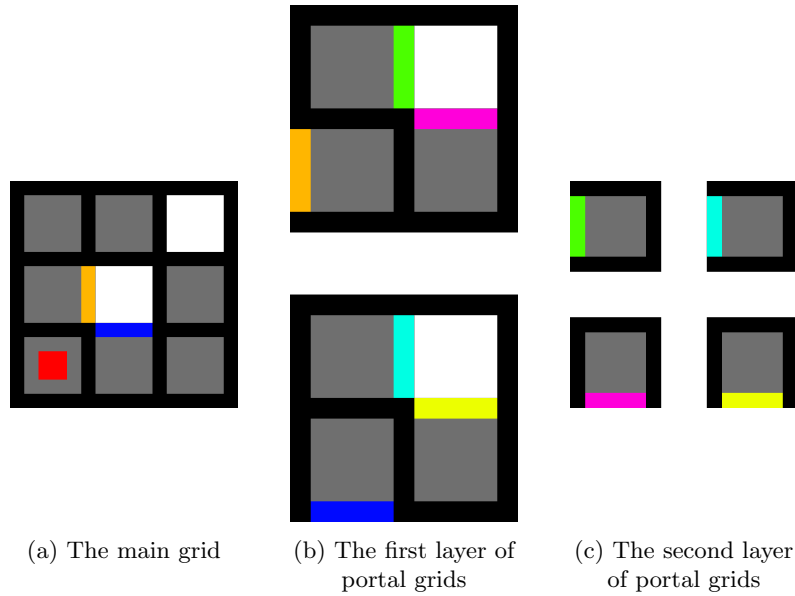 (a) The main grid
(b) The first layer of
portal grids
(c) The second layer
of portal grids